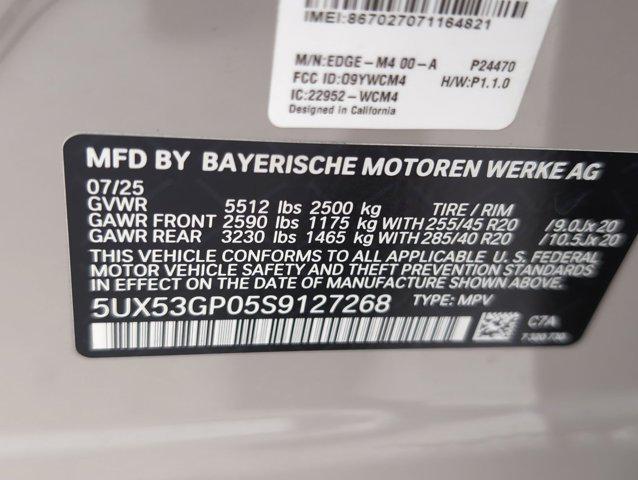 IMEI:867027071164821
M/N:EDGE-M4 00-A P24470
FCC ID:O9YWCM4 H/W:P1.1.0
IC:22952-WCM4
Designed in California
MFD BY BAYERISCHE MOTOREN WERKE AG
07/25
GVWR 5512 lbs 2500 kg TIRE / RIM
GAWR FRONT 2590 lbs 1175 kg WITH 255/45 R20 /9.0Jx20
GAWR REAR 3230 lbs 1465 kg WITH 285/40 R20 /10.5Jx20
THIS VEHICLE CONFORMS TO ALL APPLICABLE U.S. FEDERAL
MOTOR VEHICLE SAFETY AND THEFT PREVENTION STANDARDS
IN EFFECT ON THE DATE OF MANUFACTURE SHOWN ABOVE.
5UX53GP05S9127268 TYPE: MPV
C7A